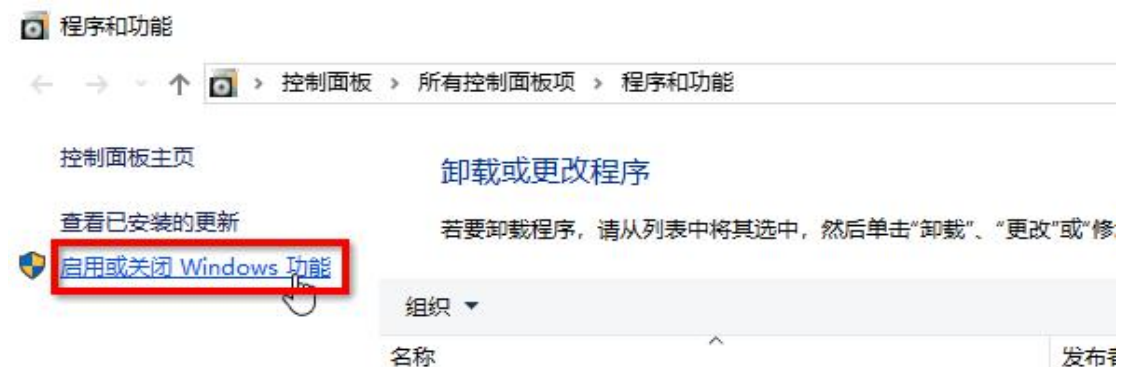 程序和功能
控制面板 > 所有控制面板项 > 程序和功能
控制面板主页
卸载或更改程序
查看已安装的更新
若要卸载程序，请从列表中将其选中，然后单击“卸载”、“更改”或“修
启用或关闭 Windows 功能
组织
名称
发布